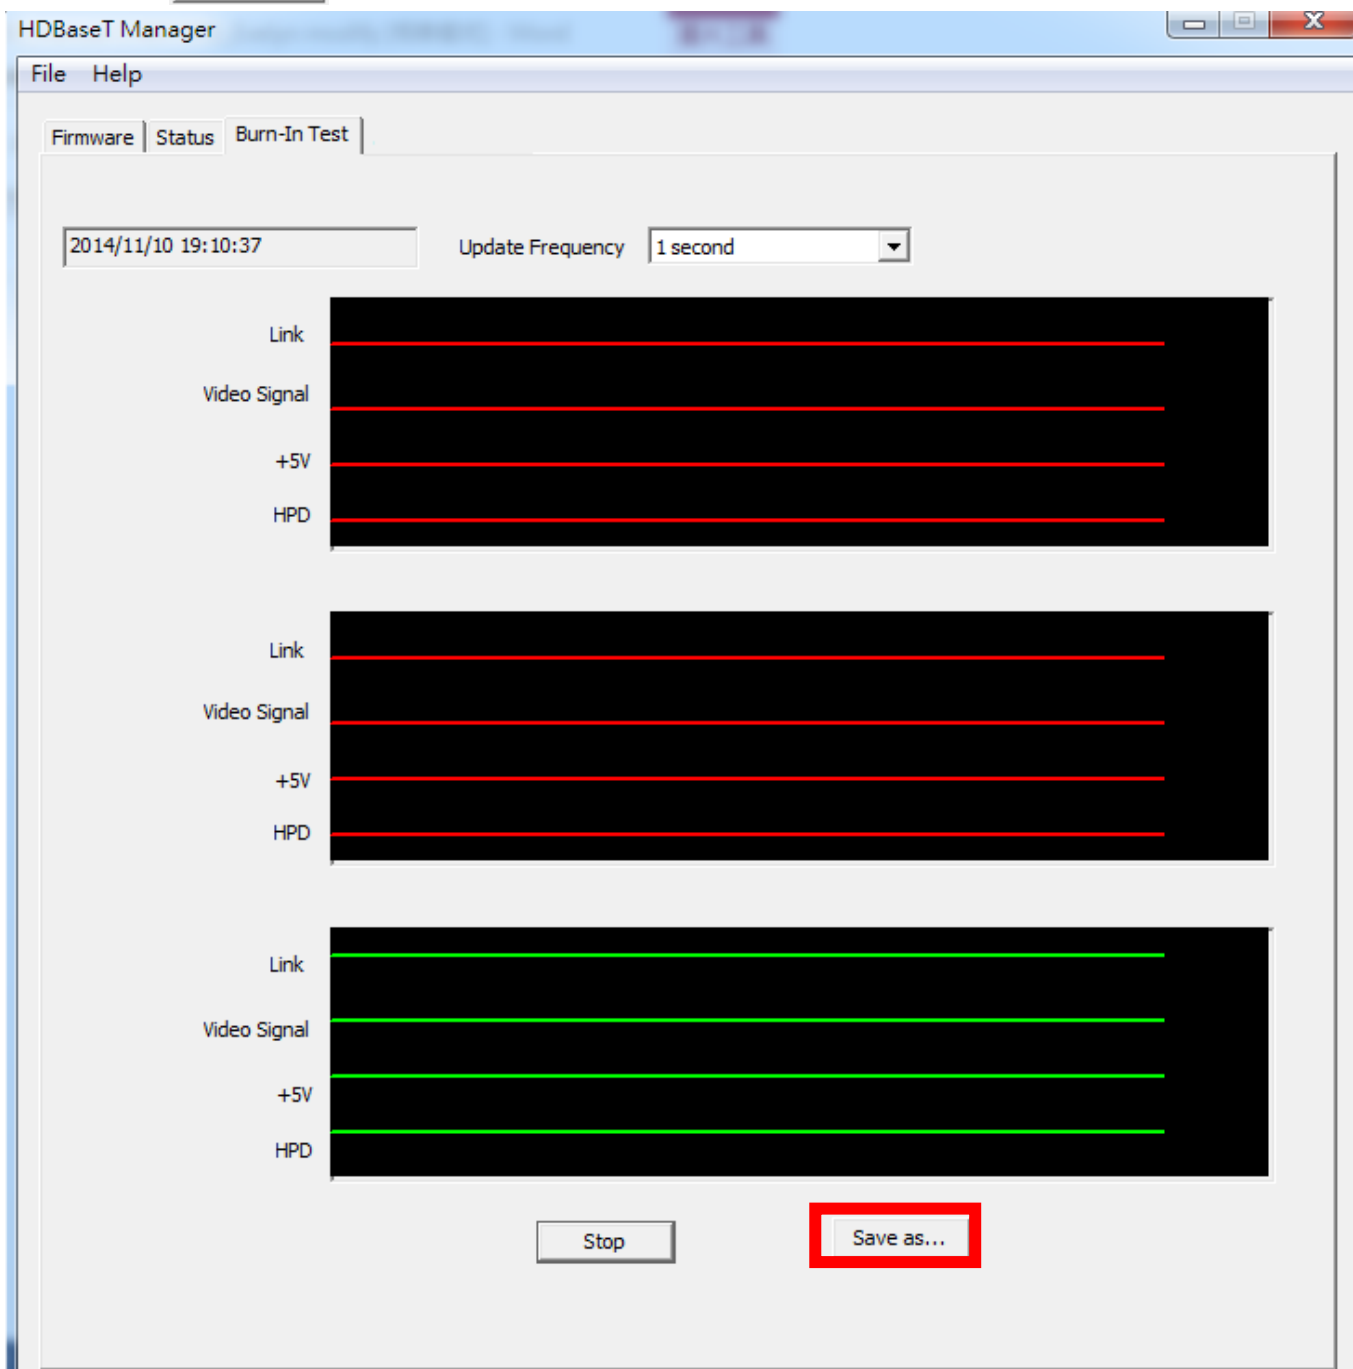 HDBaseT Manager
File Help
Firmware Status Burn-In Test
2014/11/10 19:10:37 Update Frequency 1 second
Link
Video Signal
+5V
HPD
Link
Video Signal
+5V
HPD
Link
Video Signal
+5V
HPD
Stop Save as...